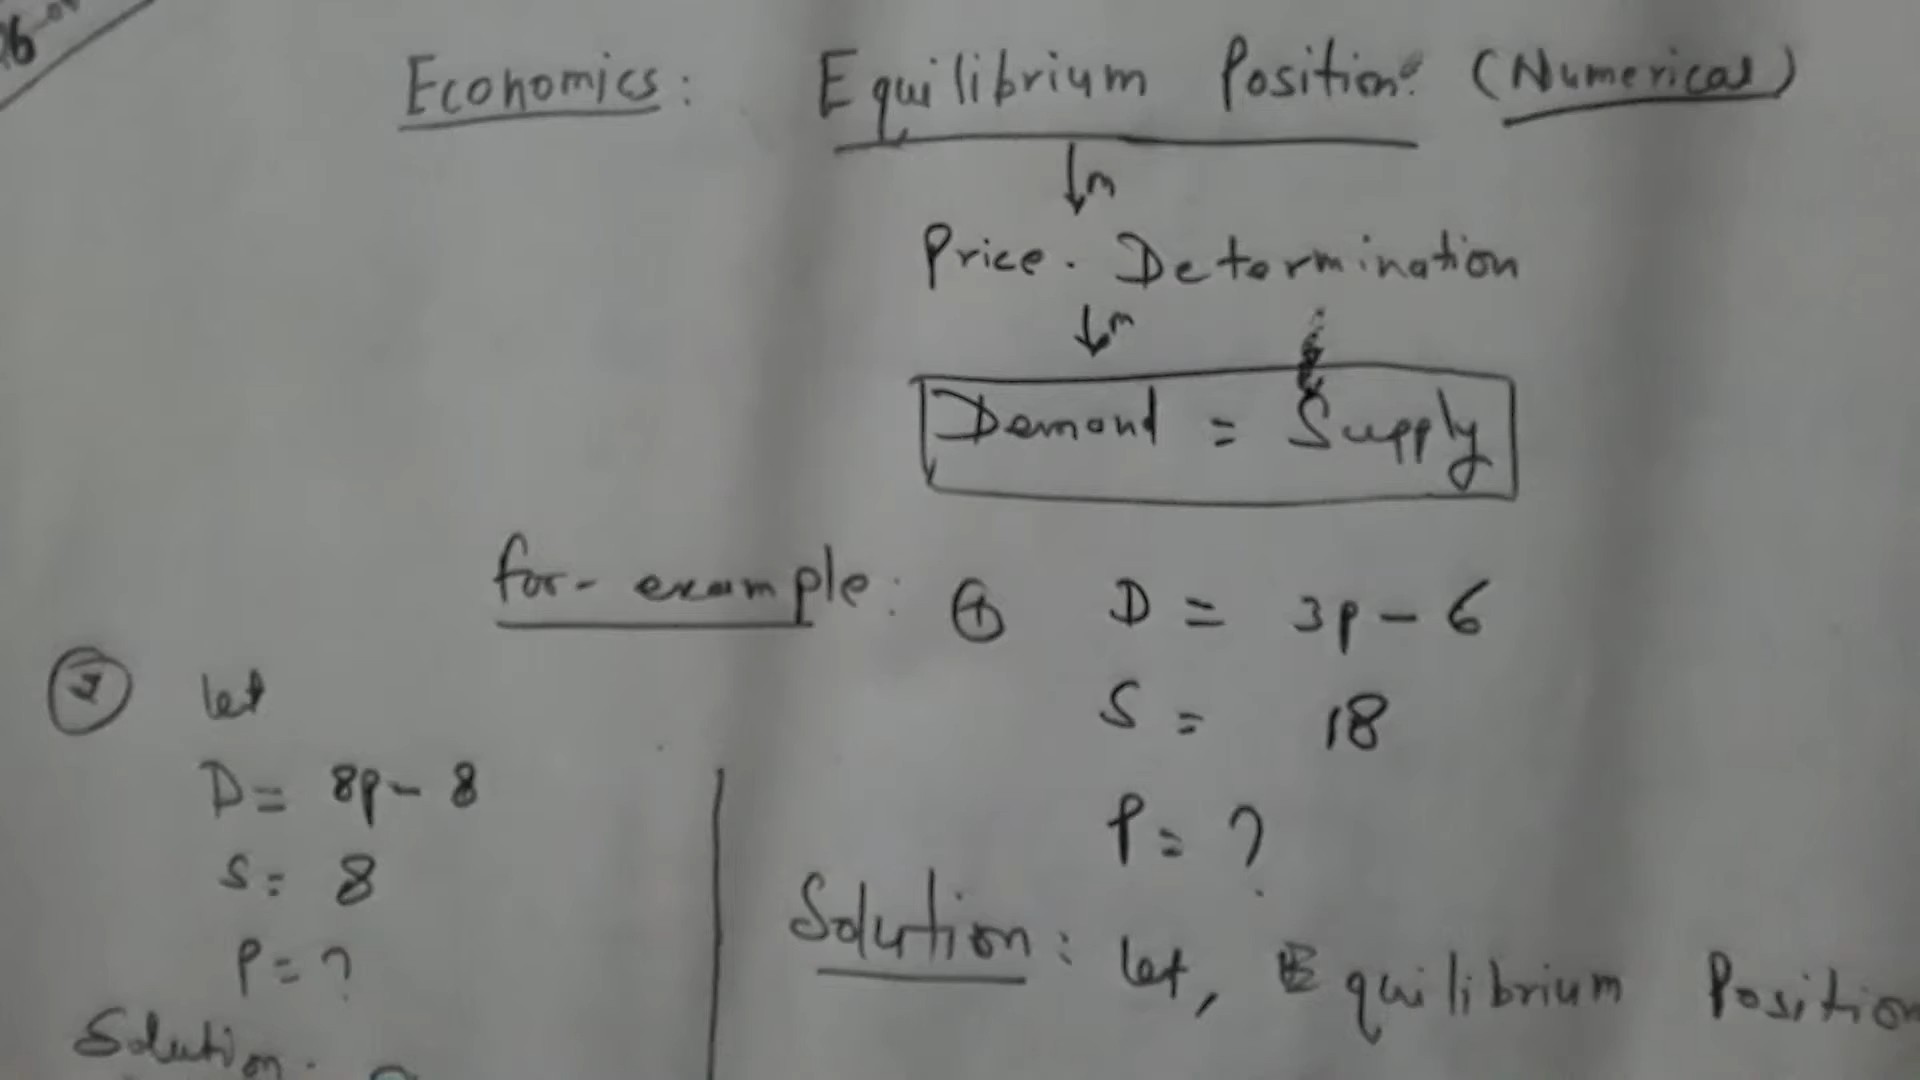 Economics: Equilibrium Position: (Numerical)
Price. Determination
Demand = Supply
for- example: ① D = 3p - 6
S = 18
P = ?
Solution: let, Equilibrium Position
let
D = 8p - 8
S = 8
P = ?
Solution.